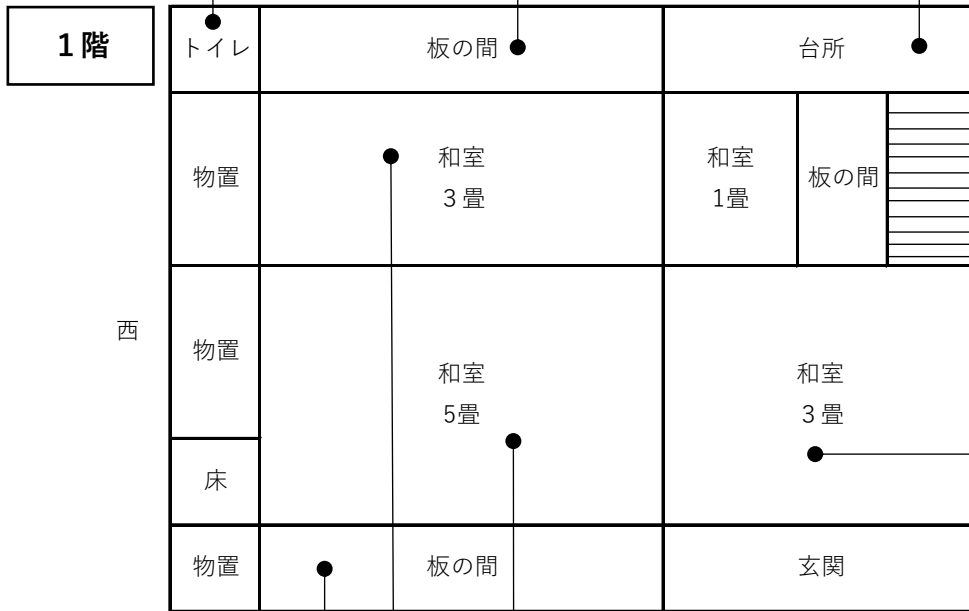 1階
トイレ
板の間
台所
物置
和室
３畳
和室
1畳
板の間
西
物置
和室
5畳
和室
３畳
床
物置
板の間
玄関